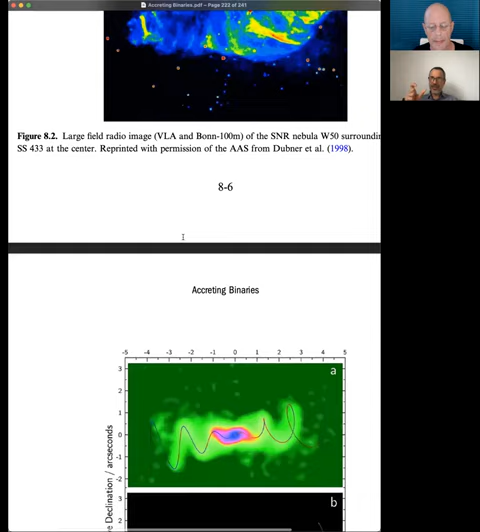 Accreting Binaries.pdf – Page 222 of 241
Figure 8.2. Large field radio image (VLA and Bonn-100m) of the SNR nebula W50
SS 433 at the center. Reprinted with permission of the AAS from Dubner et al. (1998).
8-6
Accreting Binaries
-5 -4 -3 -2 -1 0 1 2 3 4 5
a
3
2
1
0
-1
-2
Declination / arcseconds
b
3
2